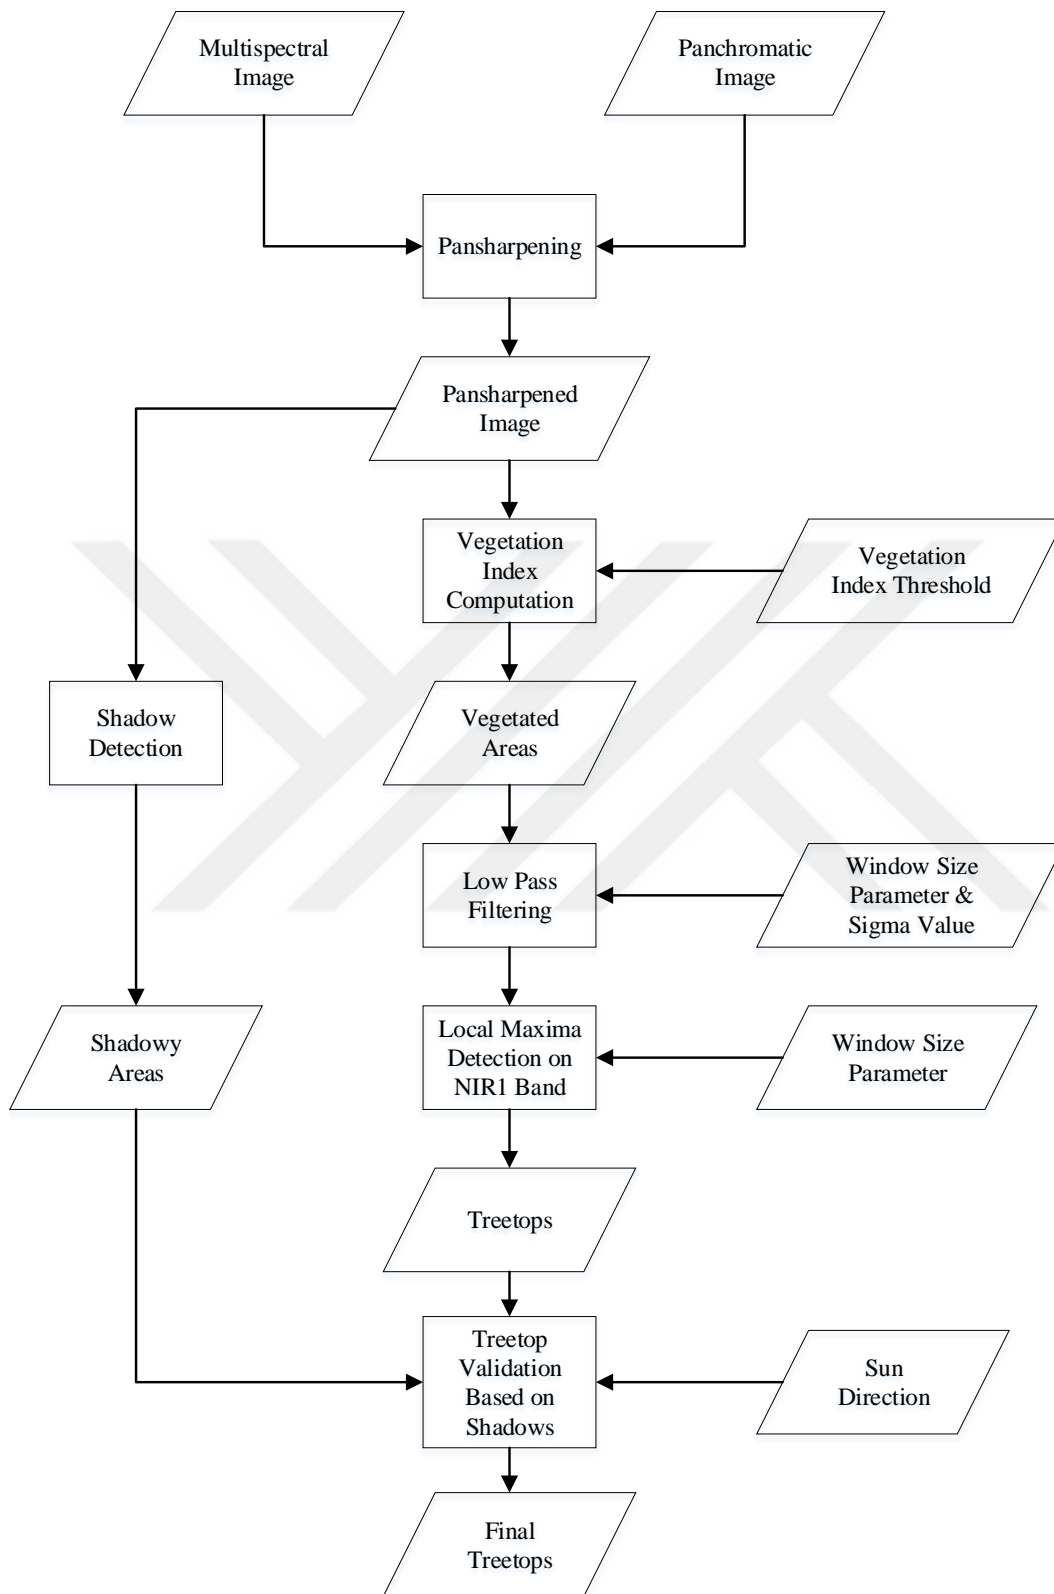 Multispectral
Image
Panchromatic
Image
Pansharpening
Pansharpened
Image
Vegetation
Index
Computation
Vegetation
Index Threshold
Shadow
Detection
Vegetated
Areas
Low Pass
Filtering
Window Size
Parameter &
Sigma Value
Shadowy
Areas
Local Maxima
Detection on
NIR1 Band
Window Size
Parameter
Treetops
Treetop
Validation
Based on
Shadows
Sun
Direction
Final
Treetops